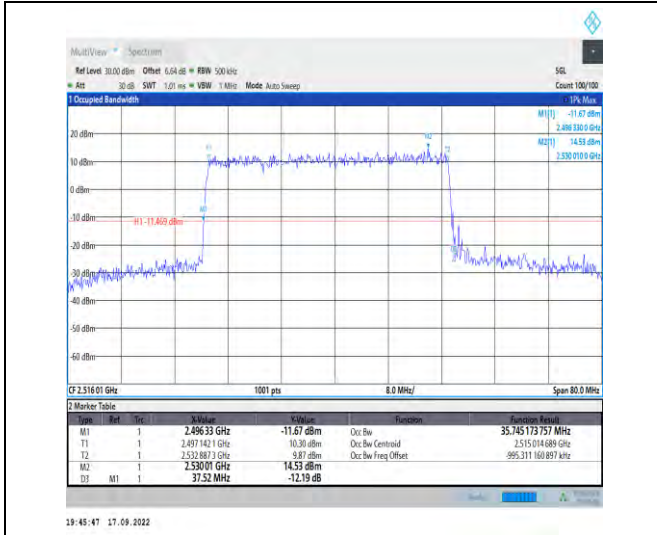 MultiView Spectrum
Ref Level 30.00 dBm Offset 6.64 dB RBW 500 kHz SGL
Att 30 dB SWT 1.01 ms VBW 1 MHz Mode Auto Sweep Count 100/100
1 Occupied Bandwidth 1Pk Max
M1[1] -11.67 dBm
2.496 330 0 GHz
20 dBm M2[1] 14.53 dBm
2.530 010 0 GHz
M2
T1 T2
10 dBm
0 dBm
M1
-10 dBm
H1 -11.469 dBm
-20 dBm
D3
-30 dBm
-40 dBm
-50 dBm
-60 dBm
CF 2.516 01 GHz 1001 pts 8.0 MHz/ Span 80.0 MHz
2 Marker Table
Type Ref Trc X-Value Y-Value Function Function Result
M1 1 2.496 33 GHz -11.67 dBm Occ Bw 35.745 173 757 MHz
T1 1 2.497 142 1 GHz 10.30 dBm Occ Bw Centroid 2.515 014 689 GHz
T2 1 2.532 887 3 GHz 9.87 dBm Occ Bw Freq Offset -995.311 160 897 kHz
M2 1 2.530 01 GHz 14.53 dBm
D3 M1 1 37.52 MHz -12.19 dB
19:45:47 17.09.2022